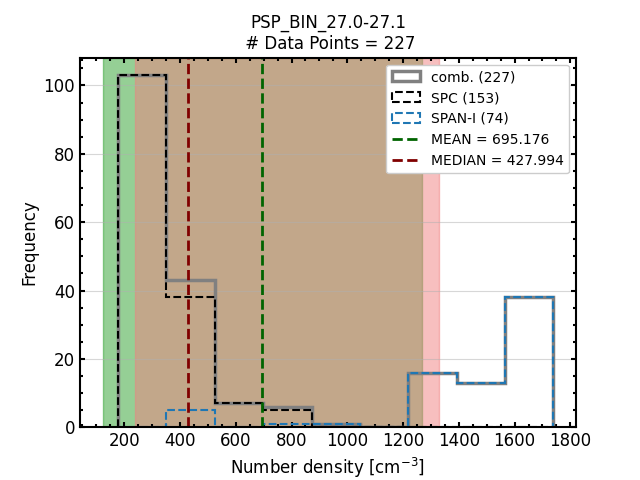 PSP_BIN_27.0-27.1
# Data Points = 227
comb. (227)
SPC (153)
SPAN-I (74)
MEAN = 695.176
MEDIAN = 427.994
Frequency
100
80
60
40
20
0
200 400 600 800 1000 1200 1400 1600 1800
Number density [cm⁻³]